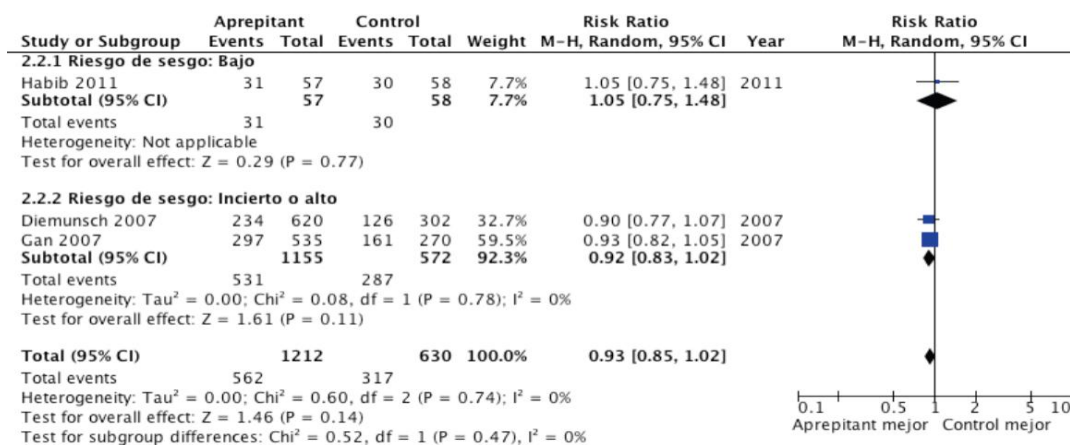 Aprepitant Control Risk Ratio Risk Ratio
Study or Subgroup Events Total Events Total Weight M-H, Random, 95% CI Year M-H, Random, 95% CI
2.2.1 Riesgo de sesgo: Bajo
Habib 2011 31 57 30 58 7.7% 1.05 [0.75, 1.48] 2011
Subtotal (95% CI) 57 58 7.7% 1.05 [0.75, 1.48]
Total events 31 30
Heterogeneity: Not applicable
Test for overall effect: Z = 0.29 (P = 0.77)
2.2.2 Riesgo de sesgo: Incierto o alto
Diemunsch 2007 234 620 126 302 32.7% 0.90 [0.77, 1.07] 2007
Gan 2007 297 535 161 270 59.5% 0.93 [0.82, 1.05] 2007
Subtotal (95% CI) 1155 572 92.3% 0.92 [0.83, 1.02]
Total events 531 287
Heterogeneity: Tau² = 0.00; Chi² = 0.08, df = 1 (P = 0.78); I² = 0%
Test for overall effect: Z = 1.61 (P = 0.11)
Total (95% CI) 1212 630 100.0% 0.93 [0.85, 1.02]
Total events 562 317
Heterogeneity: Tau² = 0.00; Chi² = 0.60, df = 2 (P = 0.74); I² = 0%
Test for overall effect: Z = 1.46 (P = 0.14)
Test for subgroup differences: Chi² = 0.52, df = 1 (P = 0.47), I² = 0%
0.1 0.5 1 2 5 10
Aprepitant mejor Control mejor